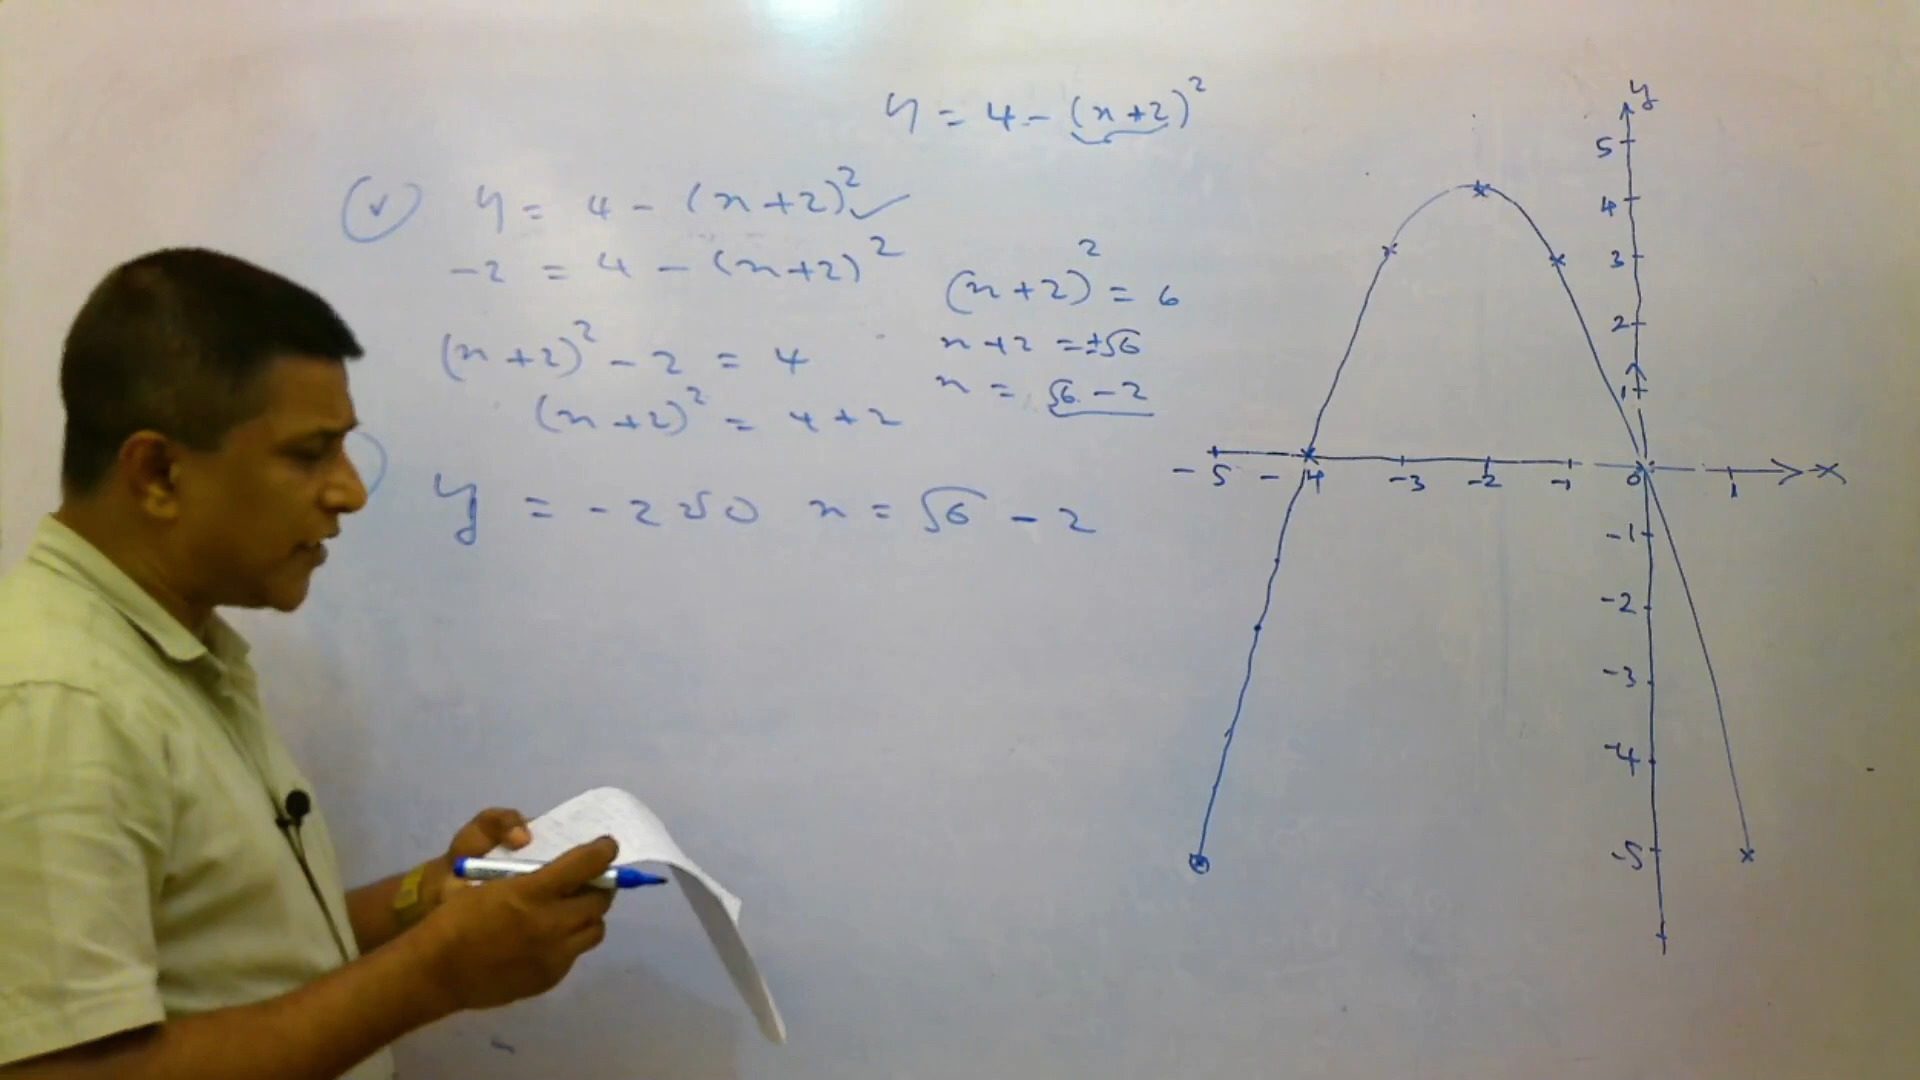 y = 4 - (x+2)²
(v) y = 4 - (x+2)² ✓
-2 = 4 - (x+2)²
(x+2)² - 2 = 4
(x+2)² = 4+2
(x+2)² = 6
x+2 = ±√6
x = √6 - 2
y = -2 x = √6 - 2
y
5
4
3
2
1
-5 -4 -3 -2 -1 0 1 x
-1
-2
-3
-4
-5